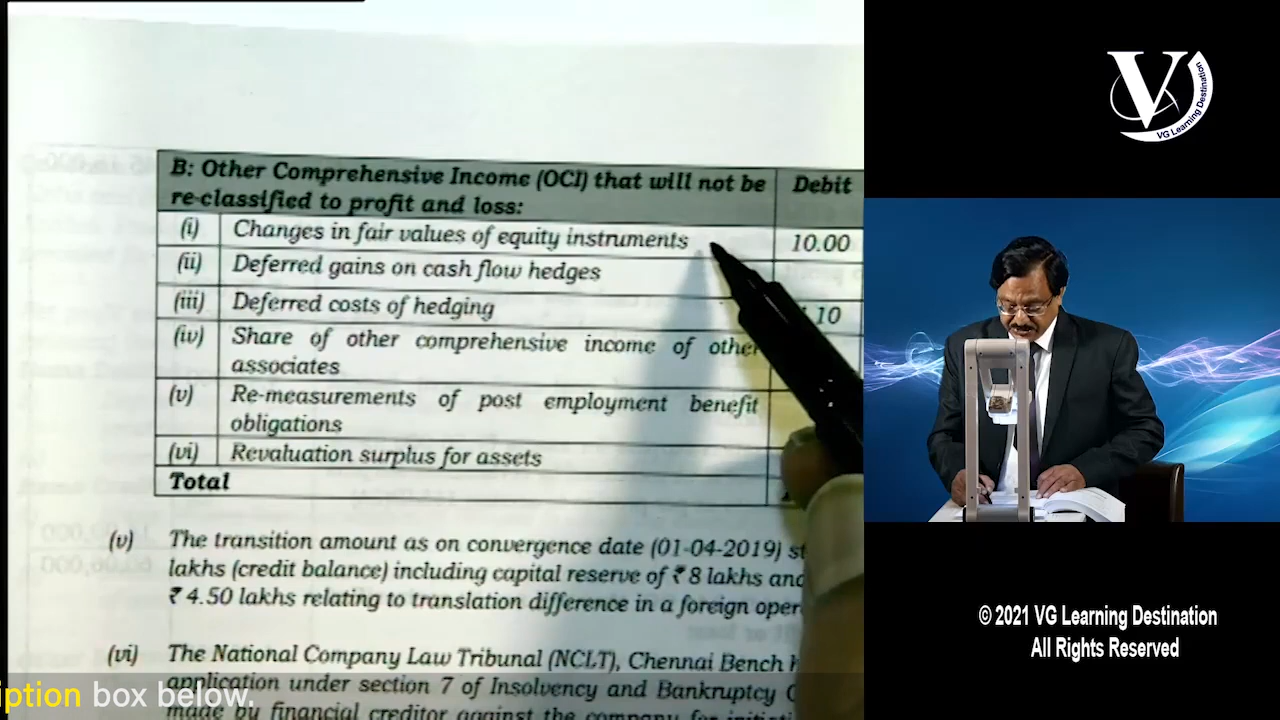 B: Other Comprehensive Income (OCI) that will not be
re-classified to profit and loss:
Debit
(i) Changes in fair values of equity instruments 10.00
(ii) Deferred gains on cash flow hedges
(iii) Deferred costs of hedging .10
(iv) Share of other comprehensive income of other
associates
(v) Re-measurements of post employment benefit
obligations
(vi) Revaluation surplus for assets
Total
(v) The transition amount as on convergence date (01-04-2019)
lakhs (credit balance) including capital reserve of ₹ 8 lakhs and
₹ 4.50 lakhs relating to translation difference in a foreign
(vi) The National Company Law Tribunal (NCLT), Chennai Bench
application under section 7 of Insolvency and Bankruptcy
made by financial creditor against the company for
iption box below.
V
VG Learning Destination
© 2021 VG Learning Destination
All Rights Reserved